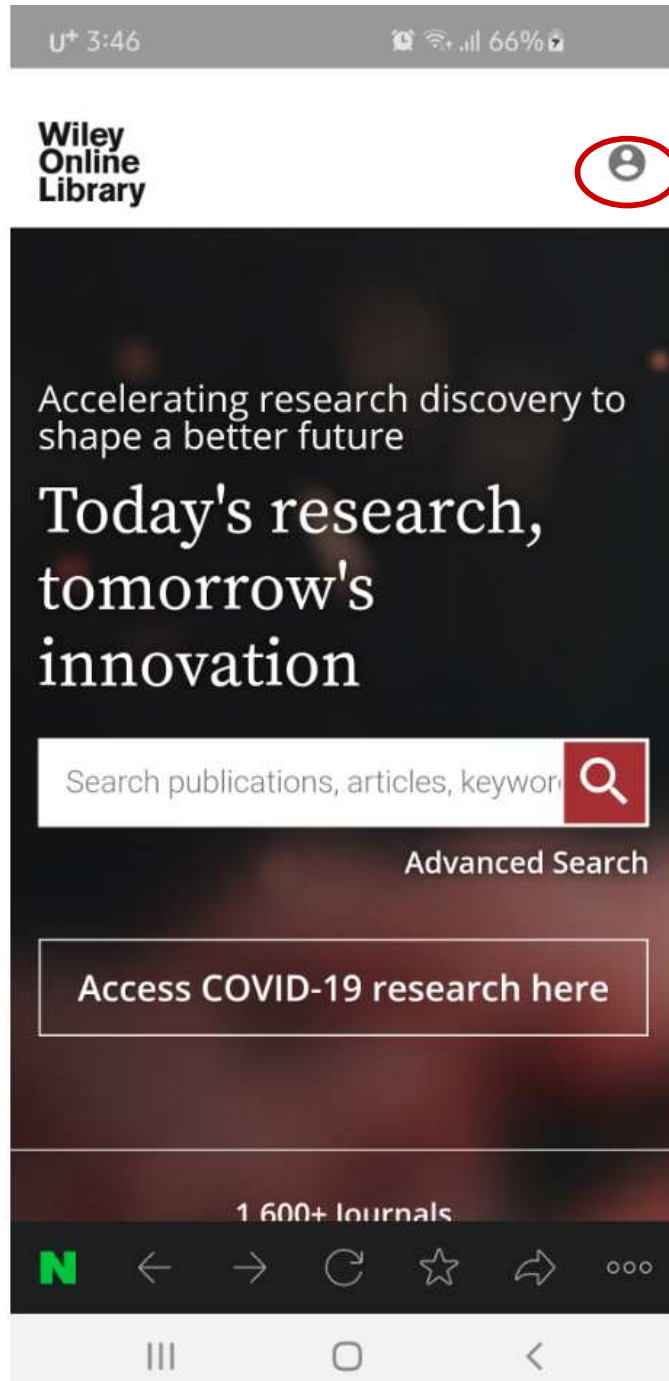 U+ 3:46 66%
Wiley
Online
Library
Accelerating research discovery to
shape a better future
Today's research,
tomorrow's
innovation
Search publications, articles, keywor
Advanced Search
Access COVID-19 research here
1,600+ Journals
N